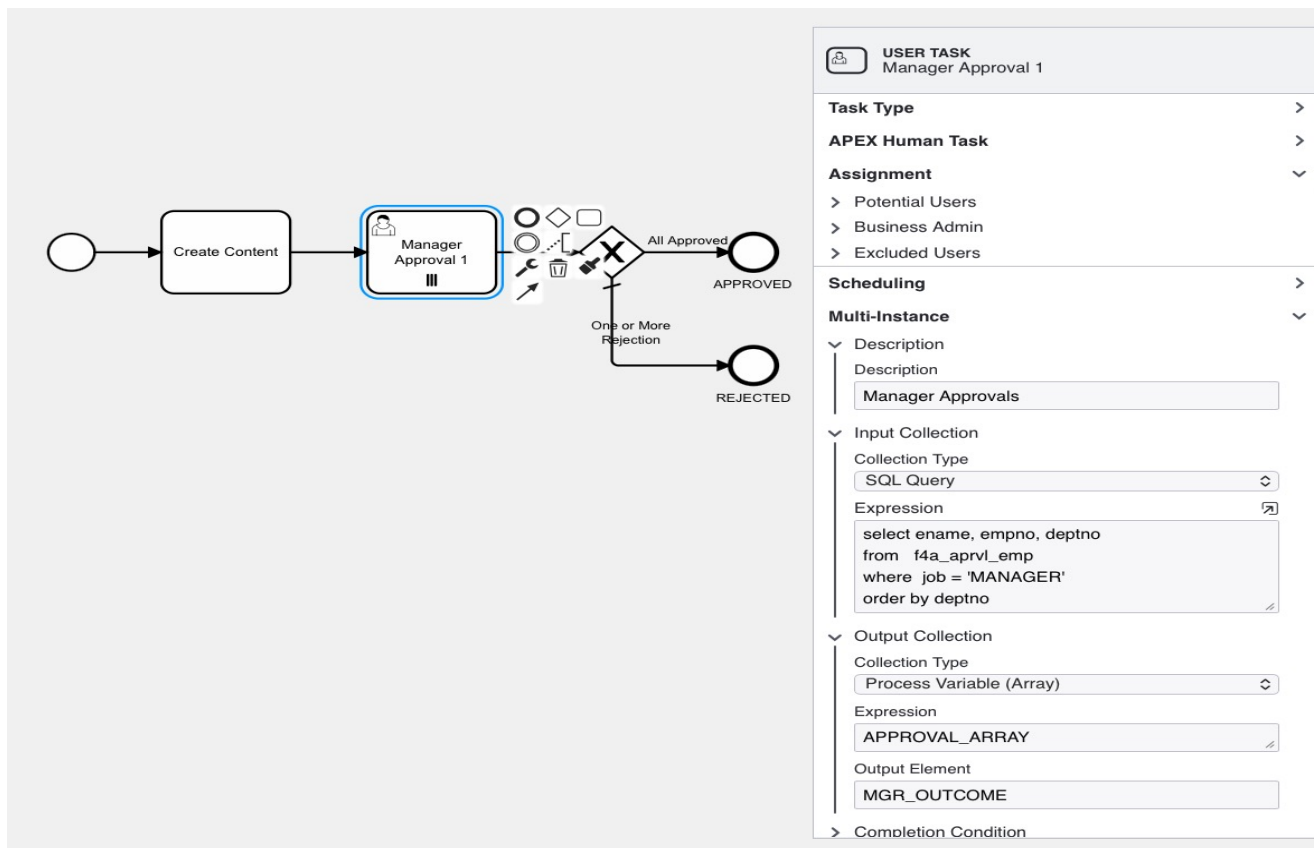 Create Content
Manager
Approval 1
All Approved
APPROVED
One or More
Rejection
REJECTED
USER TASK
Manager Approval 1
Task Type
APEX Human Task
Assignment
Potential Users
Business Admin
Excluded Users
Scheduling
Multi-Instance
Description
Description
Manager Approvals
Input Collection
Collection Type
SQL Query
Expression
select ename, empno, deptno
from f4a_aprvl_emp
where job = 'MANAGER'
order by deptno
Output Collection
Collection Type
Process Variable (Array)
Expression
APPROVAL_ARRAY
Output Element
MGR_OUTCOME
Completion Condition